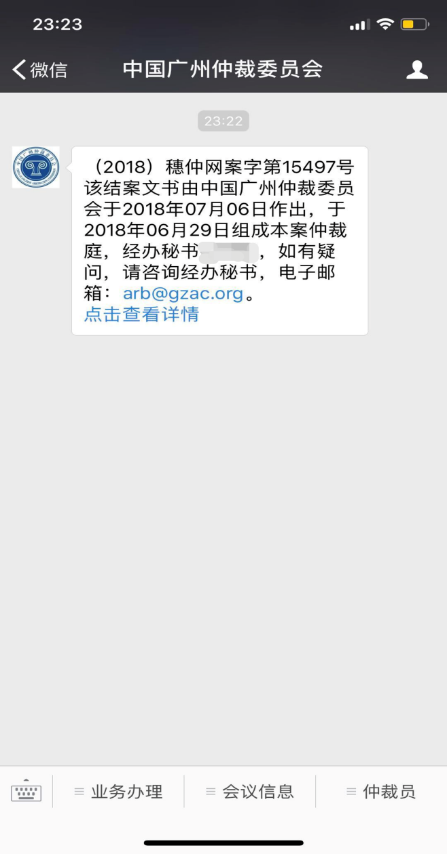 23:23
微信
中国广州仲裁委员会
23:22
（2018）穗仲网案字第15497号
该结案文书由中国广州仲裁委员
会于2018年07月06日作出，于
2018年06月29日组成本案仲裁
庭，经办秘书 ，如有疑
问，请咨询经办秘书，电子邮
箱：arb@gzac.org。
点击查看详情
业务办理
会议信息
仲裁员